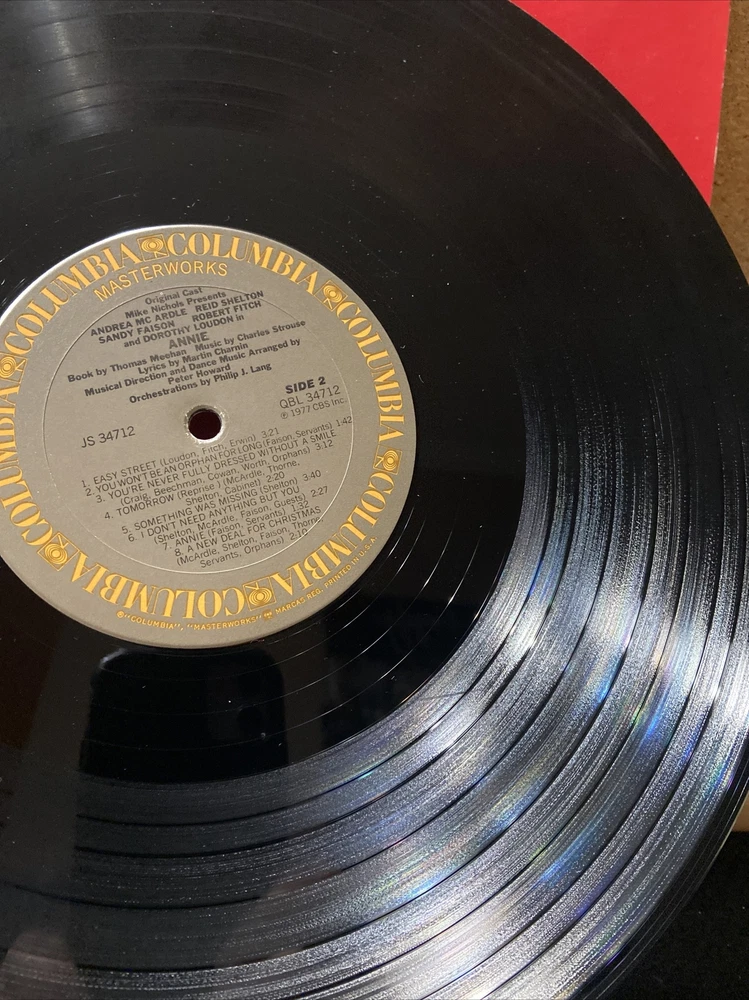 COLUMBIA COLUMBIA COLUMBIA COLUMBIA COLUMBIA COLUMBIA
MASTERWORKS
Original Cast
Mike Nichols Presents
ANDREA MC ARDLE REID SHELTON
SANDY FAISON ROBERT FITCH
and DOROTHY LOUDON in
ANNIE
Book by Thomas Meehan Music by Charles Strouse
Lyrics by Martin Charnin
Musical Direction and Dance Music Arranged by
Peter Howard
Orchestrations by Philip J. Lang
SIDE 2
QBL 34712
℗ 1977 CBS Inc.
JS 34712
1. EASY STREET (Loudon, Fitch, Erwin) 3:21
2. YOU WON'T BE AN ORPHAN FOR LONG (Faison, Servants) 1:42
3. YOU'RE NEVER FULLY DRESSED WITHOUT A SMILE
(Craig, Beechman, Cowan, Worth, Orphans) 3:12
4. TOMORROW (Reprise) (McArdle, Thorne,
Shelton, Cabinet) 2:20
5. SOMETHING WAS MISSING (Shelton) 3:40
6. I DON'T NEED ANYTHING BUT YOU
(Shelton, McArdle, Faison, Guests) 2:27
7. ANNIE (Faison, Servants) 1:32
8. A NEW DEAL FOR CHRISTMAS
(McArdle, Shelton, Faison, Thorne,
Servants, Orphans) 2:10
® "COLUMBIA", "MASTERWORKS" MARCAS REG. PRINTED IN U.S.A.